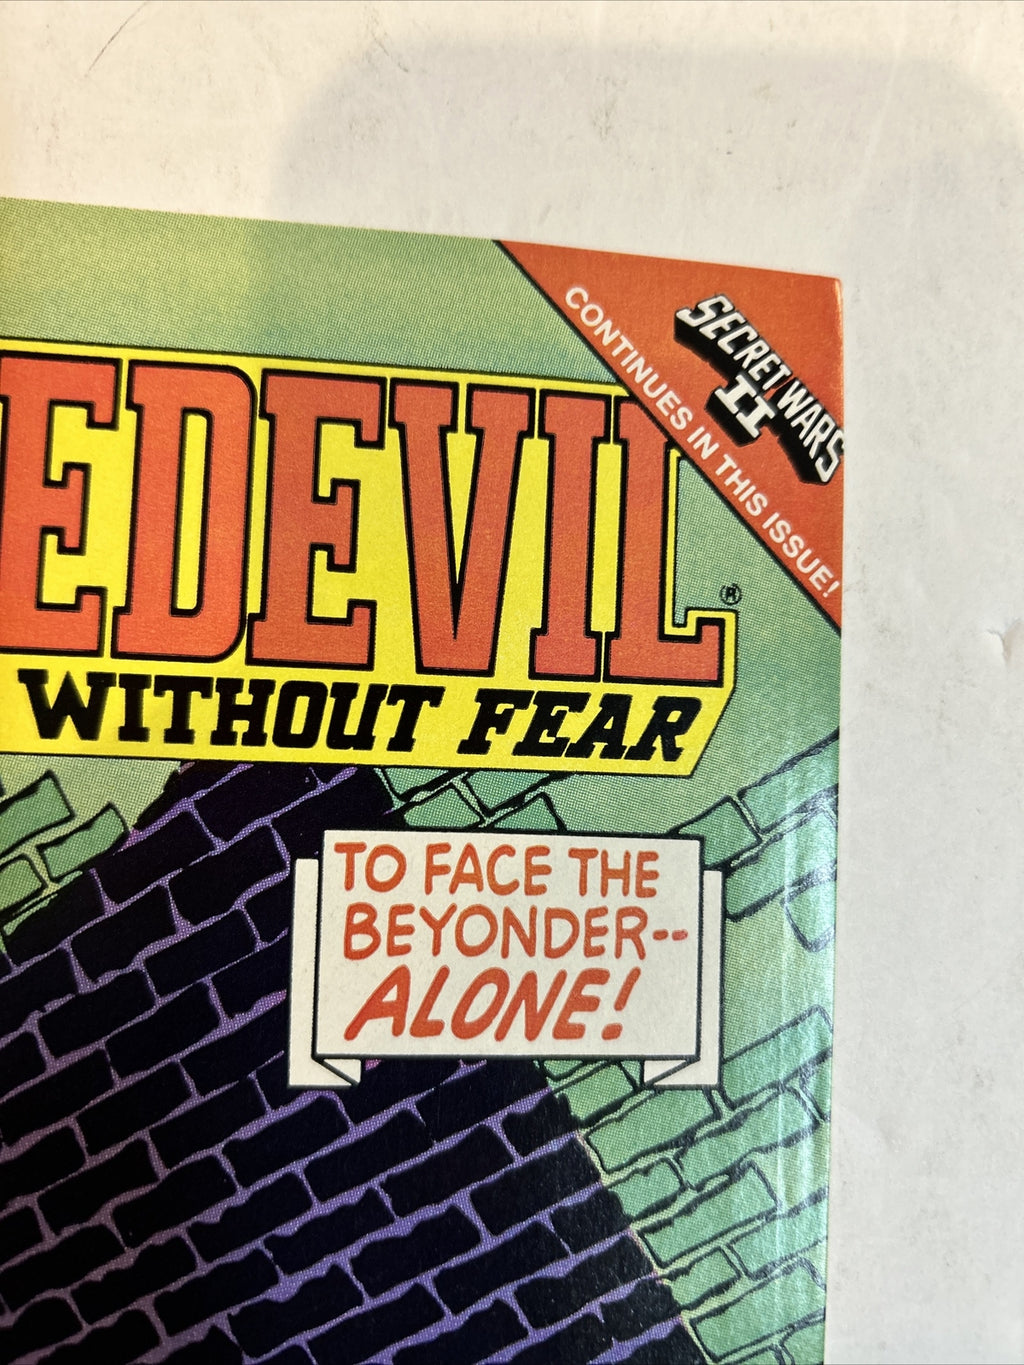 SECRET WARS
II
CONTINUES IN THIS ISSUE!
EDEVIL
®
WITHOUT FEAR
TO FACE THE
BEYONDER--
ALONE!